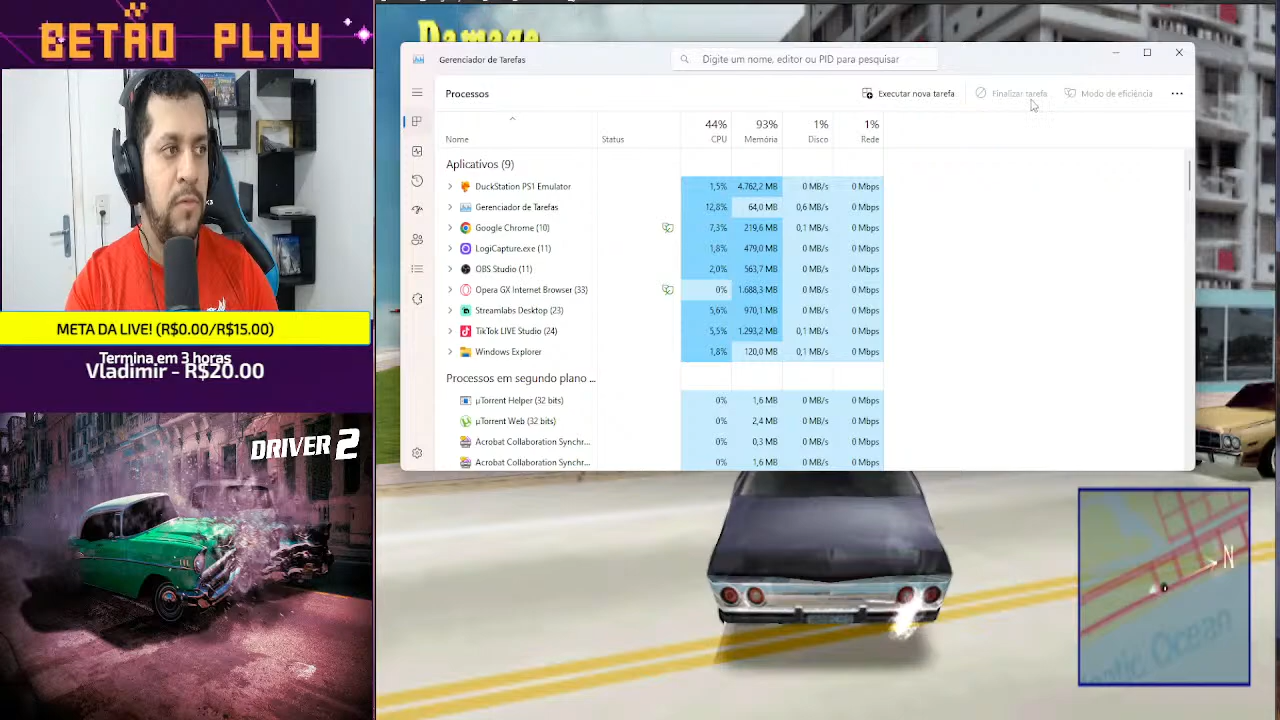 BETÃO PLAY
META DA LIVE! (R$0.00/R$15.00)
Termina em 3 horas
Vladimir - R$20.00
DRIVER 2
Damage
Gerenciador de Tarefas
Digite um nome, editor ou PID para pesquisar
Processos
Executar nova tarefa
Finalizar tarefa
Modo de eficiência
44% 93% 1% 1%
Nome Status CPU Memória Disco Rede
Aplicativos (9)
DuckStation PS1 Emulator 1,5% 4.762,2 MB 0 MB/s 0 Mbps
Gerenciador de Tarefas 12,8% 64,0 MB 0,6 MB/s 0 Mbps
Google Chrome (10) 7,3% 219,6 MB 0,1 MB/s 0 Mbps
LogiCapture.exe (11) 1,8% 479,0 MB 0 MB/s 0 Mbps
OBS Studio (11) 2,0% 563,7 MB 0 MB/s 0 Mbps
Opera GX Internet Browser (33) 0% 1.688,3 MB 0 MB/s 0 Mbps
Streamlabs Desktop (23) 5,6% 970,1 MB 0 MB/s 0 Mbps
TikTok LIVE Studio (24) 5,5% 1.293,2 MB 0,1 MB/s 0 Mbps
Windows Explorer 1,8% 120,0 MB 0 MB/s 0 Mbps
Processos em segundo plano ...
µTorrent Helper (32 bits) 0% 1,6 MB 0 MB/s 0 Mbps
µTorrent Web (32 bits) 0% 2,4 MB 0 MB/s 0 Mbps
Acrobat Collaboration Synchr... 0% 0,3 MB 0 MB/s 0 Mbps
Acrobat Collaboration Synchr... 0% 1,6 MB 0 MB/s 0 Mbps
N
Ocean